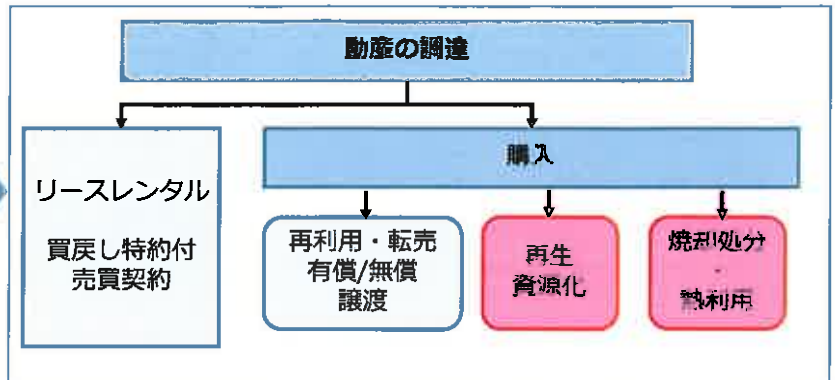 動産の調達
リースレンタル
買戻し特約付
売買契約
購入
再利用・転売
有償/無償
譲渡
再生
資源化
焼却処分
・
熱利用